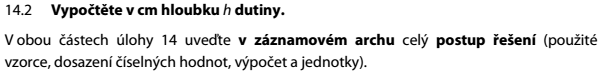 14.2 Vypočtěte v cm hloubku h dutiny.
V obou částech úlohy 14 uveďte v záznamovém archu celý postup řešení (použité
vzorce, dosazení číselných hodnot, výpočet a jednotky).